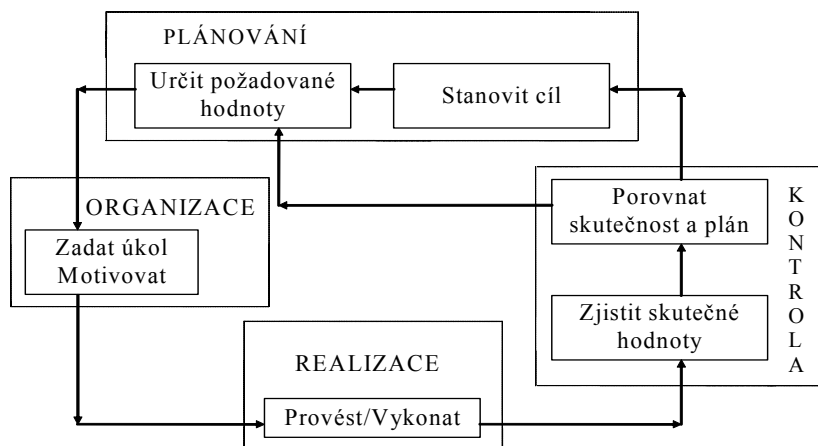 PLÁNOVÁNÍ
Určit požadované
hodnoty
Stanovit cíl
ORGANIZACE
Zadat úkol
Motivovat
REALIZACE
Provést/Vykonat
KONTROLA
Porovnat
skutečnost a plán
Zjistit skutečné
hodnoty